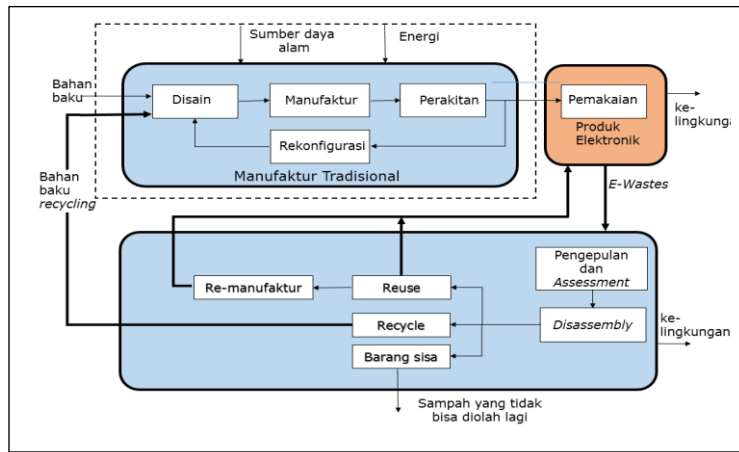 Sumber daya
alam
Energi
Bahan
baku
Disain
Manufaktur
Perakitan
Rekonfigurasi
Manufaktur Tradisional
Pemakaian
Produk
Elektronik
ke-
lingkungan
Bahan
baku
recycling
E-Wastes
Pengepulan
dan
Assessment
Re-manufaktur
Reuse
Recycle
Disassembly
Barang sisa
ke-
lingkungan
Sampah yang tidak
bisa diolah lagi